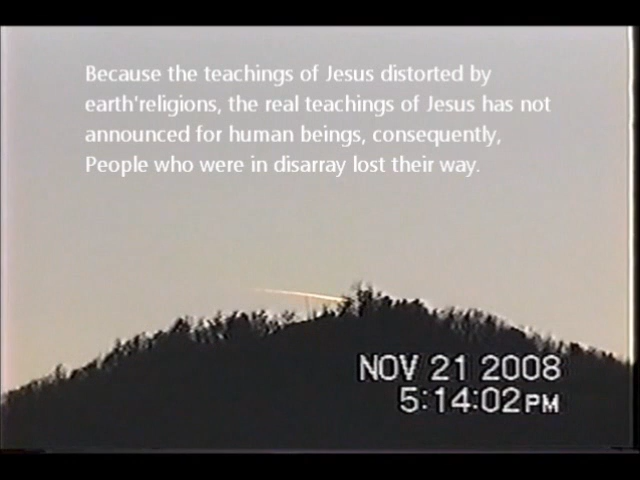 Because the teachings of Jesus distorted by
earth'religions, the real teachings of Jesus has not
announced for human beings, consequently,
People who were in disarray lost their way.
NOV 21 2008
5:14:02PM